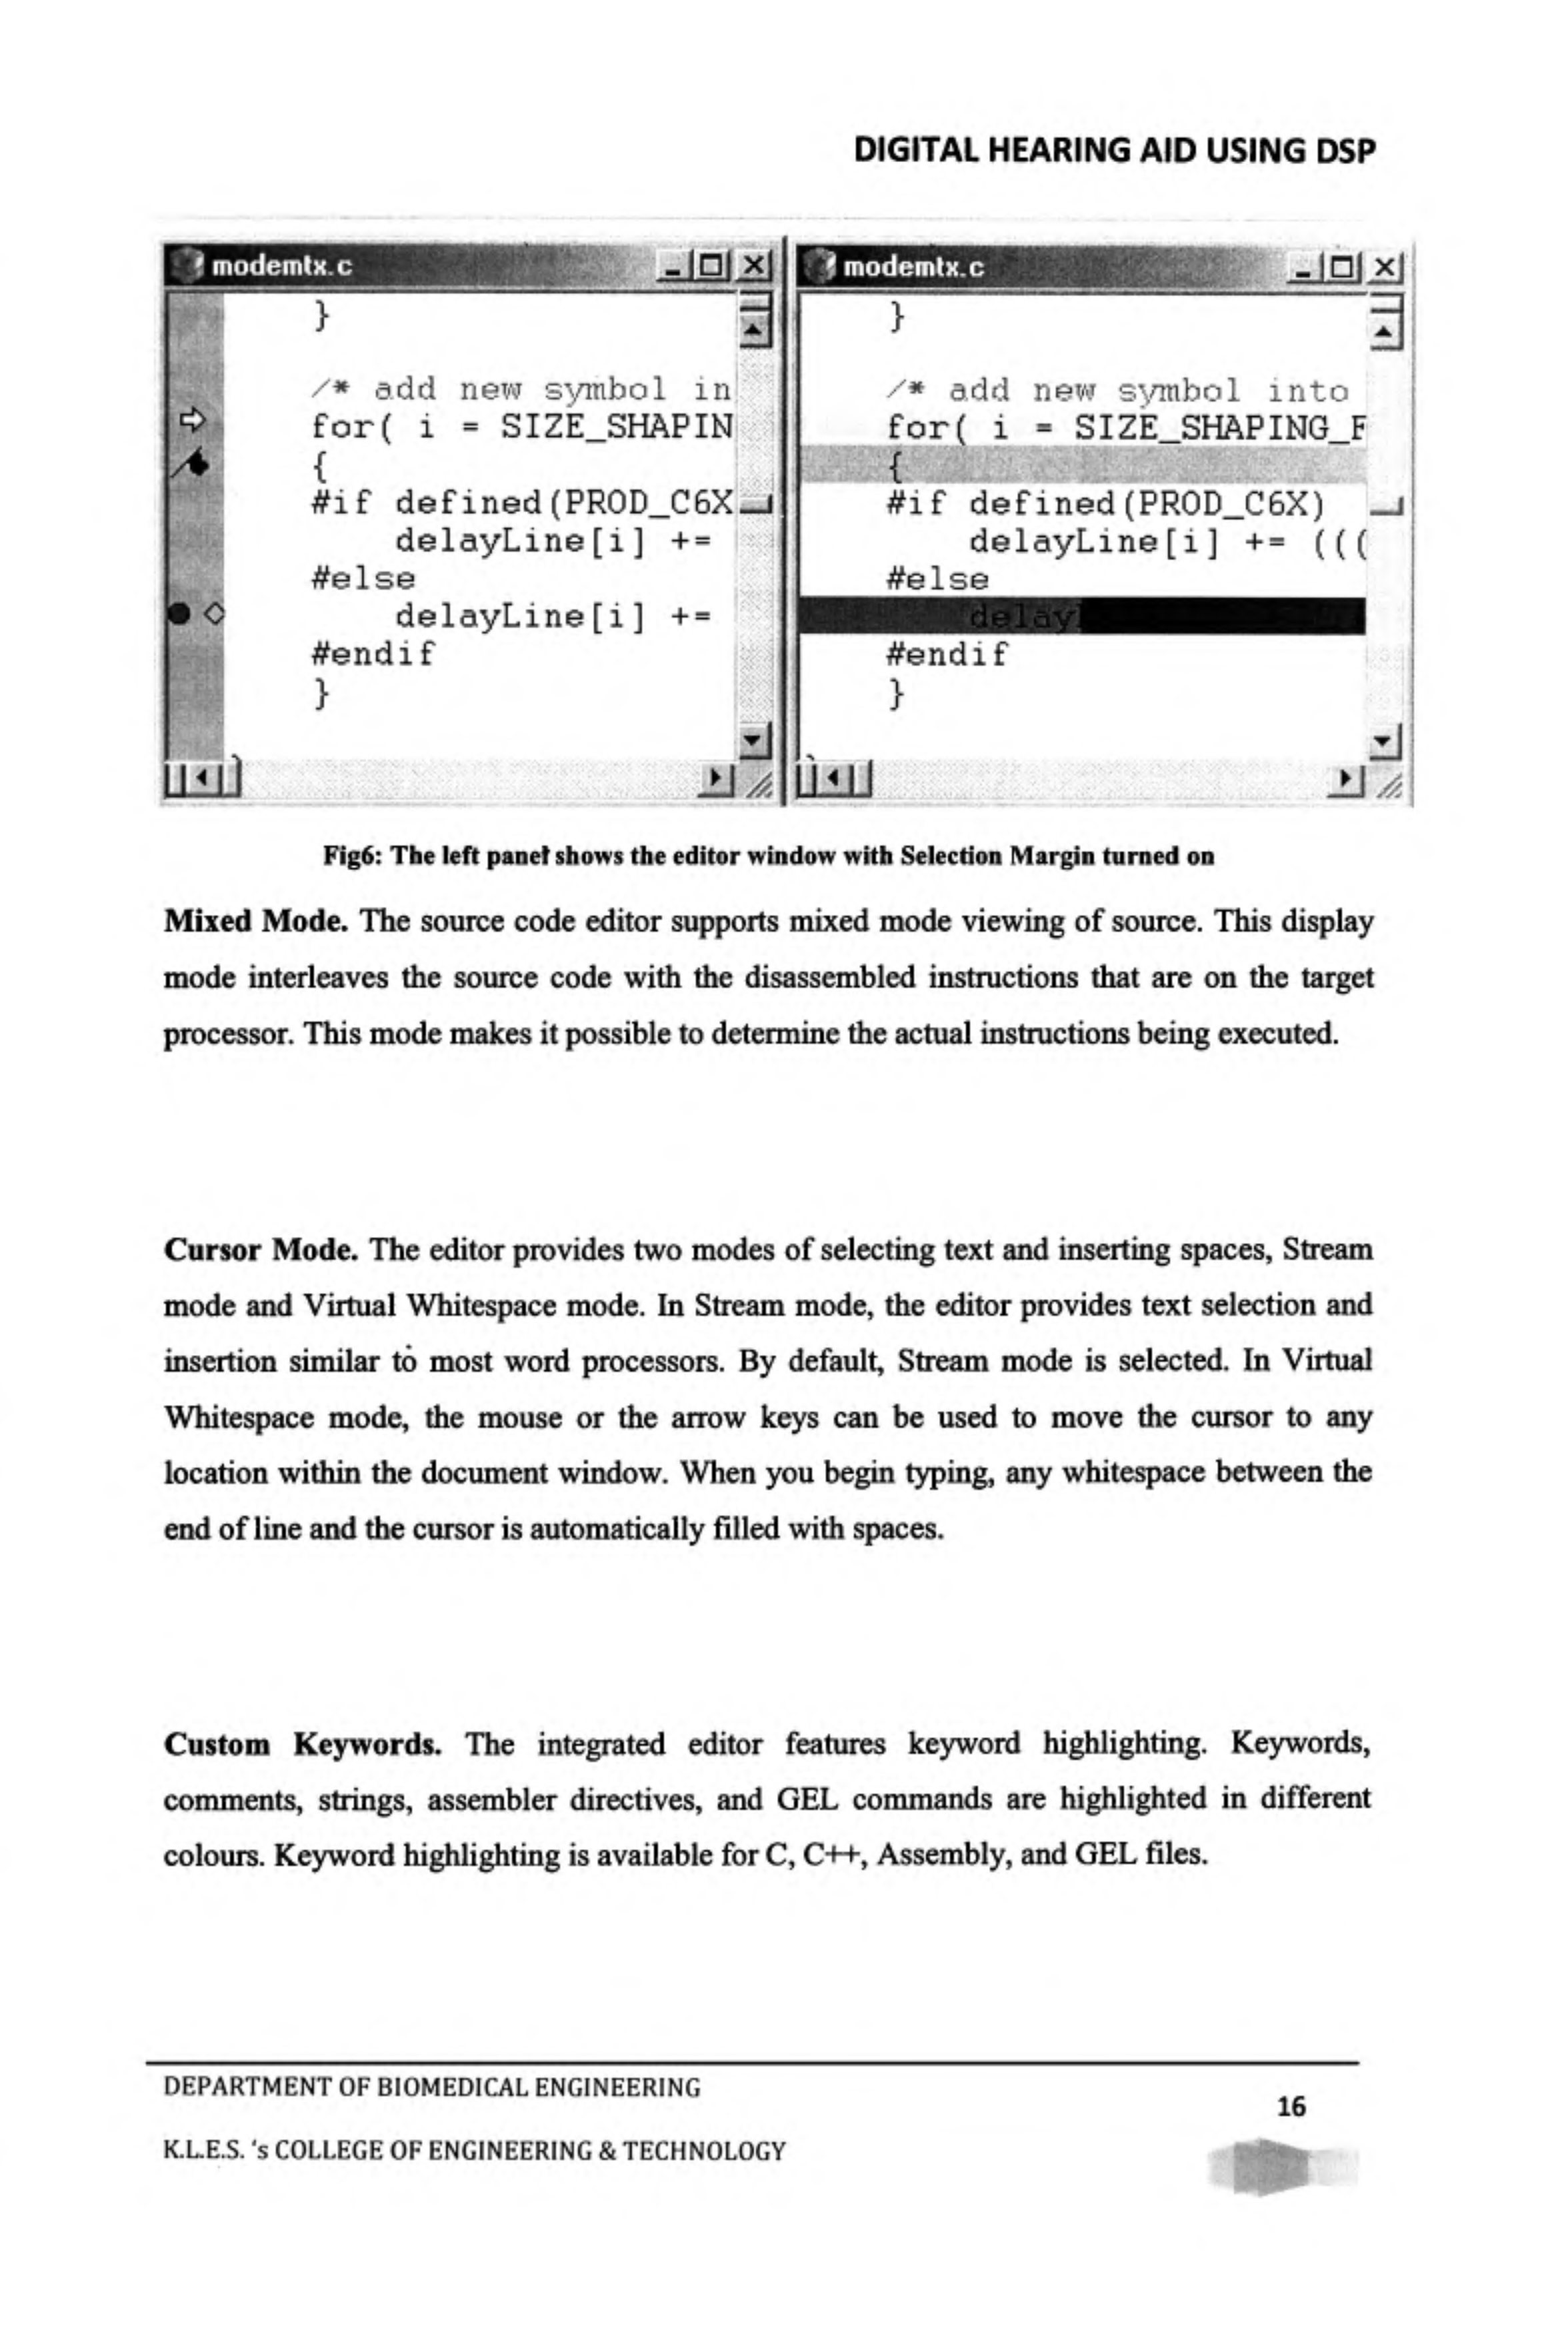 DIGITAL HEARING AID USING DSP
modemtx.c
}
/* add new symbol in
for( i = SIZE_SHAPIN
{
#if defined(PROD_C6X
delayLine[i] +=
#else
delayLine[i] +=
#endif
}
modemtx.c
}
/* add new symbol into
for( i = SIZE_SHAPING_F
{
#if defined(PROD_C6X)
delayLine[i] += (((
#else
delay
#endif
}
Fig6: The left panel shows the editor window with Selection Margin turned on
Mixed Mode. The source code editor supports mixed mode viewing of source. This display
mode interleaves the source code with the disassembled instructions that are on the target
processor. This mode makes it possible to determine the actual instructions being executed.
Cursor Mode. The editor provides two modes of selecting text and inserting spaces, Stream
mode and Virtual Whitespace mode. In Stream mode, the editor provides text selection and
insertion similar to most word processors. By default, Stream mode is selected. In Virtual
Whitespace mode, the mouse or the arrow keys can be used to move the cursor to any
location within the document window. When you begin typing, any whitespace between the
end of line and the cursor is automatically filled with spaces.
Custom Keywords. The integrated editor features keyword highlighting. Keywords,
comments, strings, assembler directives, and GEL commands are highlighted in different
colours. Keyword highlighting is available for C, C++, Assembly, and GEL files.
DEPARTMENT OF BIOMEDICAL ENGINEERING
16
K.L.E.S. 's COLLEGE OF ENGINEERING & TECHNOLOGY